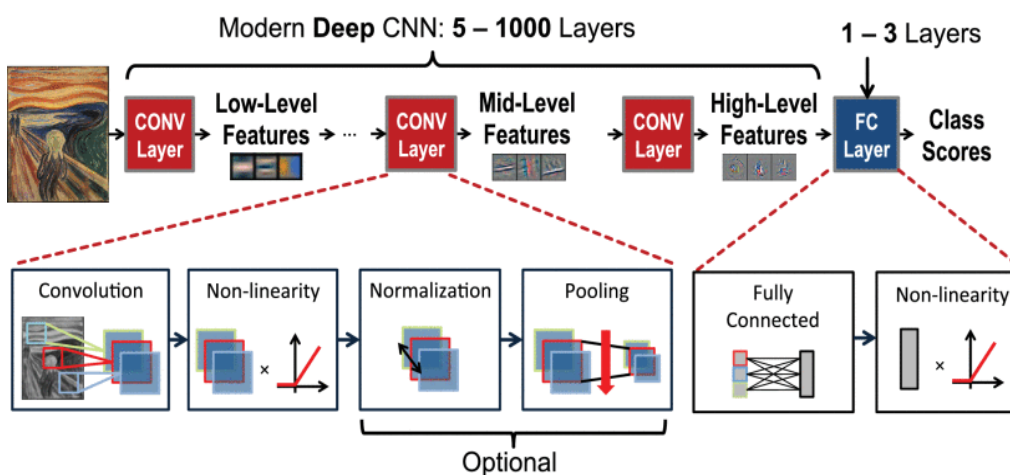 Modern Deep CNN: 5 – 1000 Layers
1 – 3 Layers
CONV
Layer
Low-Level
Features
...
CONV
Layer
Mid-Level
Features
CONV
Layer
High-Level
Features
FC
Layer
Class
Scores
Convolution
Non-linearity
×
Normalization
Pooling
Fully
Connected
Non-linearity
×
Optional